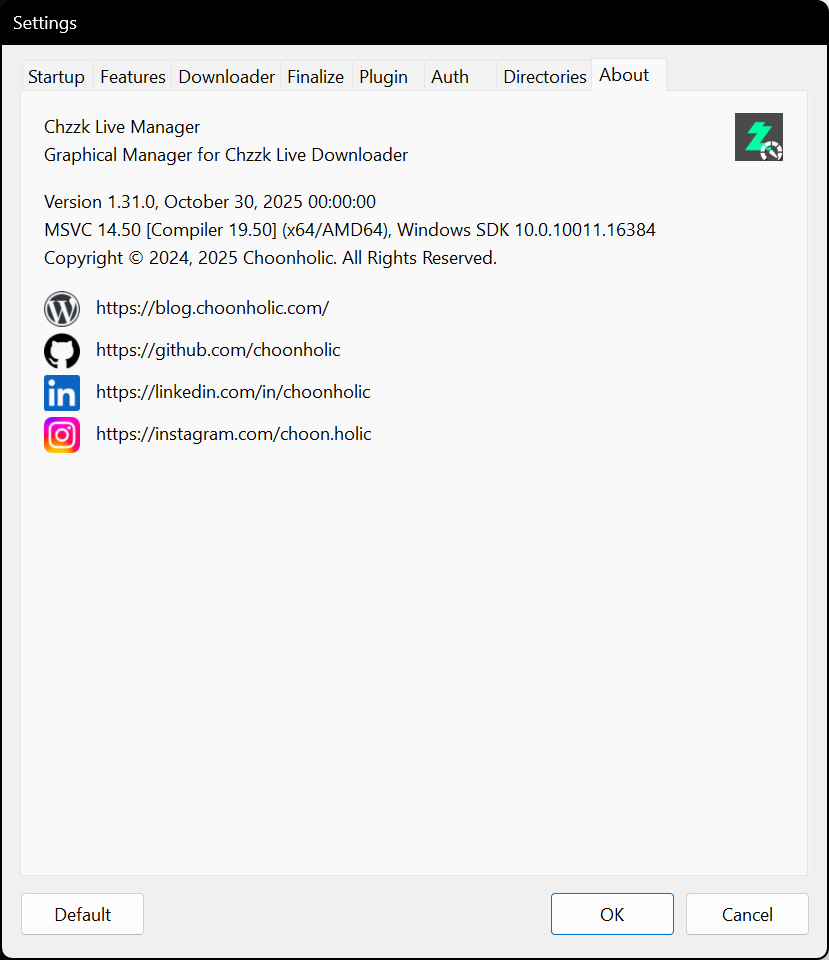 Settings
Startup Features Downloader Finalize Plugin Auth Directories About
Chzzk Live Manager
Graphical Manager for Chzzk Live Downloader
Version 1.31.0, October 30, 2025 00:00:00
MSVC 14.50 [Compiler 19.50] (x64/AMD64), Windows SDK 10.0.10011.16384
Copyright © 2024, 2025 Choonholic. All Rights Reserved.
https://blog.choonholic.com/
https://github.com/choonholic
https://linkedin.com/in/choonholic
https://instagram.com/choon.holic
Default OK Cancel